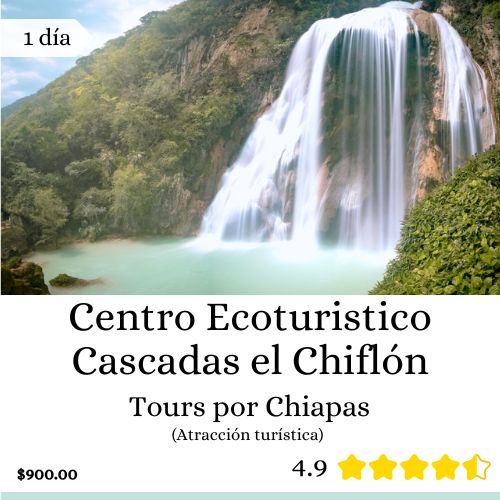 1 día
Centro Ecoturistico
Cascadas el Chiflón
Tours por Chiapas
(Atracción turística)
4.9
$900.00